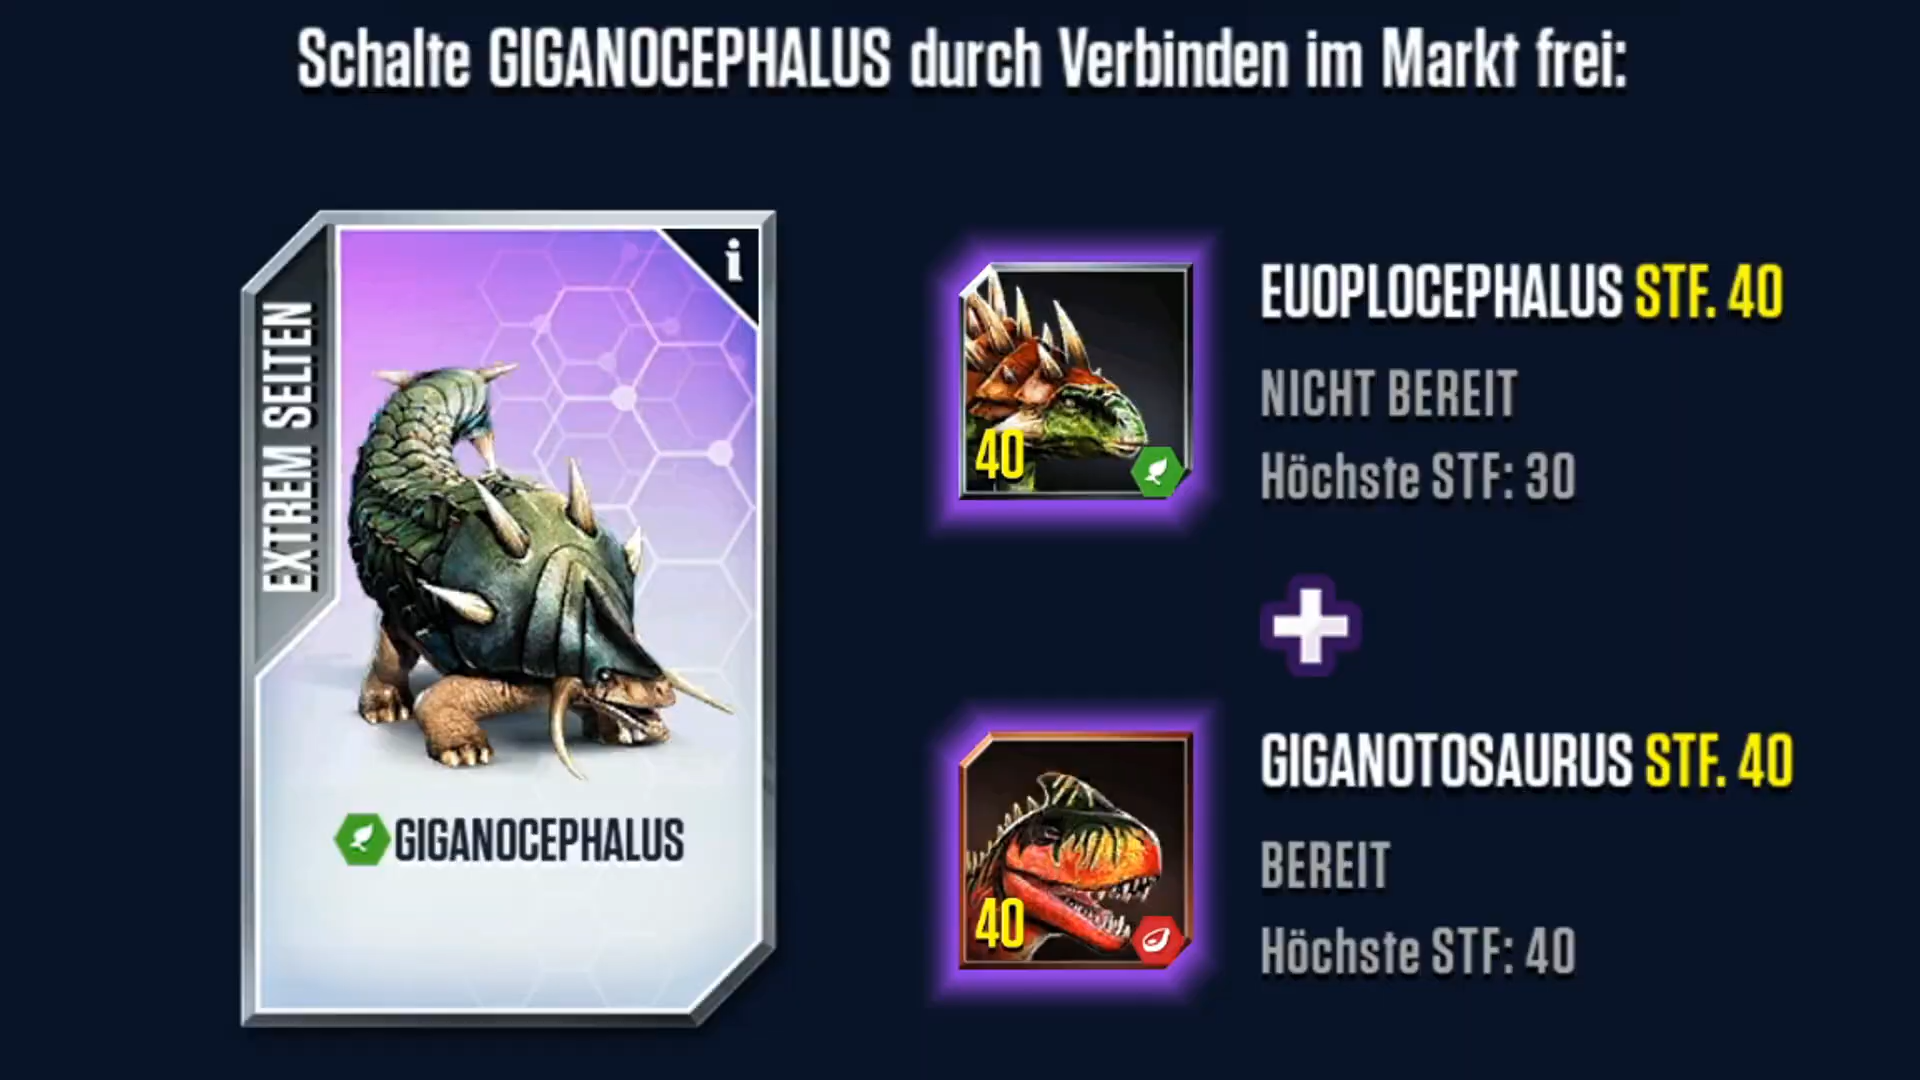 Schalte GIGANOCEPHALUS durch Verbinden im Markt frei:
i
EXTREM SELTEN
GIGANOCEPHALUS
40
EUOPLOCEPHALUS STF. 40
NICHT BEREIT
Höchste STF: 30
40
GIGANOTOSAURUS STF. 40
BEREIT
Höchste STF: 40